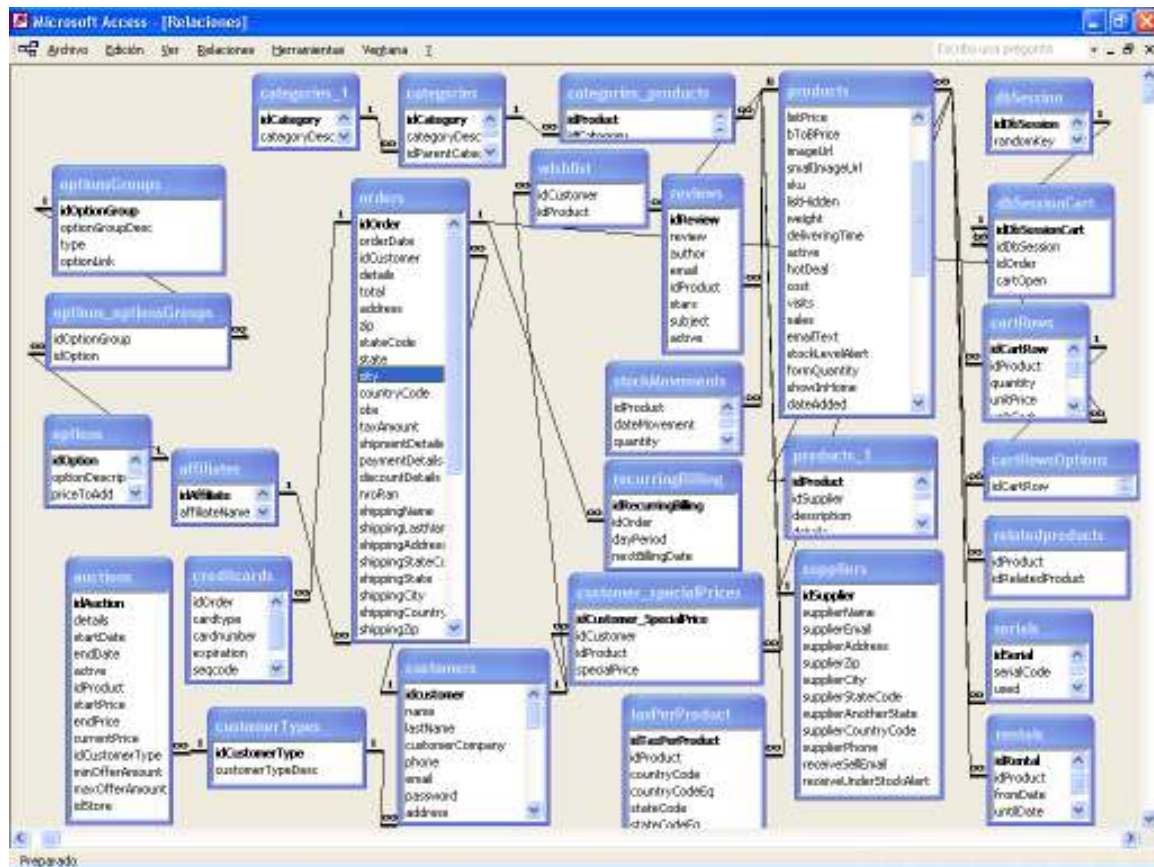 Microsoft Access - [Relaciones]
Archivo Edición Ver Relaciones Herramientas Ventana ?
Escriba una pregunta
categories_1
idCategory
categoryDesc
categories
idCategory
categoryDesc
idParentCate
categories_products
idProduct
idCategory
products
listPrice
bToBPrice
imageUrl
smallImageUrl
sku
listHidden
weight
deliveringTime
active
hotDeal
cost
visits
sales
emailText
stockLevelAlert
formQuantity
showInHome
dateAdded
dbSession
idDbSession
randomKey
optionsGroups
idOptionGroup
optionGroupDesc
type
optionLink
orders
idOrder
orderDate
idCustomer
details
total
address
zip
stateCode
state
city
countryCode
obs
taxAmount
shipmentDetails
paymentDetails
discountDetails
nroRan
shippingName
shippingLastNam
shippingAddress
shippingStateCo
shippingState
shippingCity
shippingCountry
shippingZip
wishlist
idCustomer
idProduct
reviews
idReview
review
author
email
idProduct
stars
subject
active
dbSessionCart
idDbSessionCart
idDbSession
idOrder
cartOpen
options_optionsGroups
idOptionGroup
idOption
cartRows
idCartRow
idProduct
quantity
unitPrice
unitCost
stockMovements
idProduct
dateMovement
quantity
options
idOption
optionDescrip
priceToAdd
affiliates
idAffiliate
affiliateName
recurringBilling
idRecurringBilling
idOrder
dayPeriod
nextBillingDate
products_1
idProduct
idSupplier
description
details
cartRowsOptions
idCartRow
relatedproducts
idProduct
idRelatedProduct
auctions
idAuction
details
startDate
endDate
active
idProduct
startPrice
endPrice
currentPrice
idCustomerType
minOfferAmount
maxOfferAmount
idStore
creditcards
idOrder
cardtype
cardnumber
expiration
seqcode
customer_specialPrices
idCustomer_SpecialPrice
idCustomer
idProduct
specialPrice
suppliers
idSupplier
supplierName
supplierEmail
supplierAddress
supplierZip
supplierCity
supplierStateCode
supplierAnotherState
supplierCountryCode
supplierPhone
receiveSellEmail
receiveUnderStockAlert
serials
idSerial
serialCode
used
customerTypes
idCustomerType
customerTypeDesc
customers
idcustomer
name
lastName
customerCompany
phone
email
password
address
taxPerProduct
idTaxPerProduct
idProduct
countryCode
countryCodeEq
stateCode
stateCodeEq
rentals
idRental
idProduct
fromDate
untilDate
Preparado